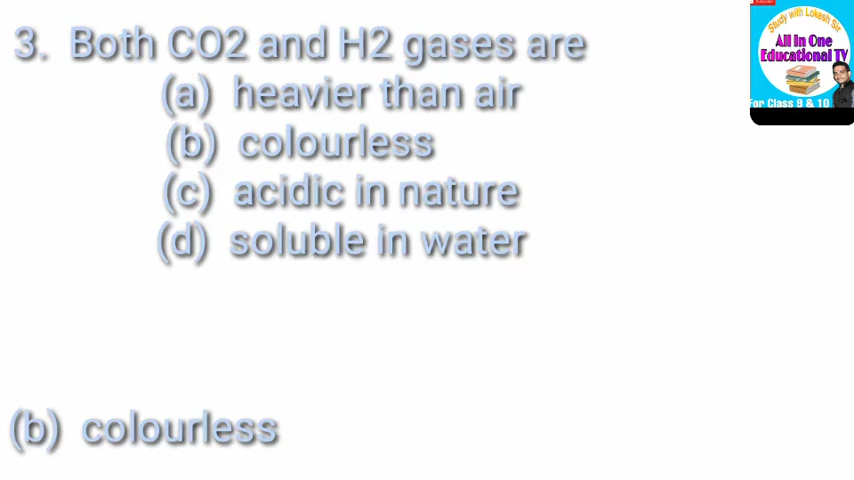 3. Both CO2 and H2 gases are
(a) heavier than air
(b) colourless
(c) acidic in nature
(d) soluble in water
(b) colourless
Subscribe
Study with Lokesh Sir
All In One
Educational TV
For Class 9 & 10